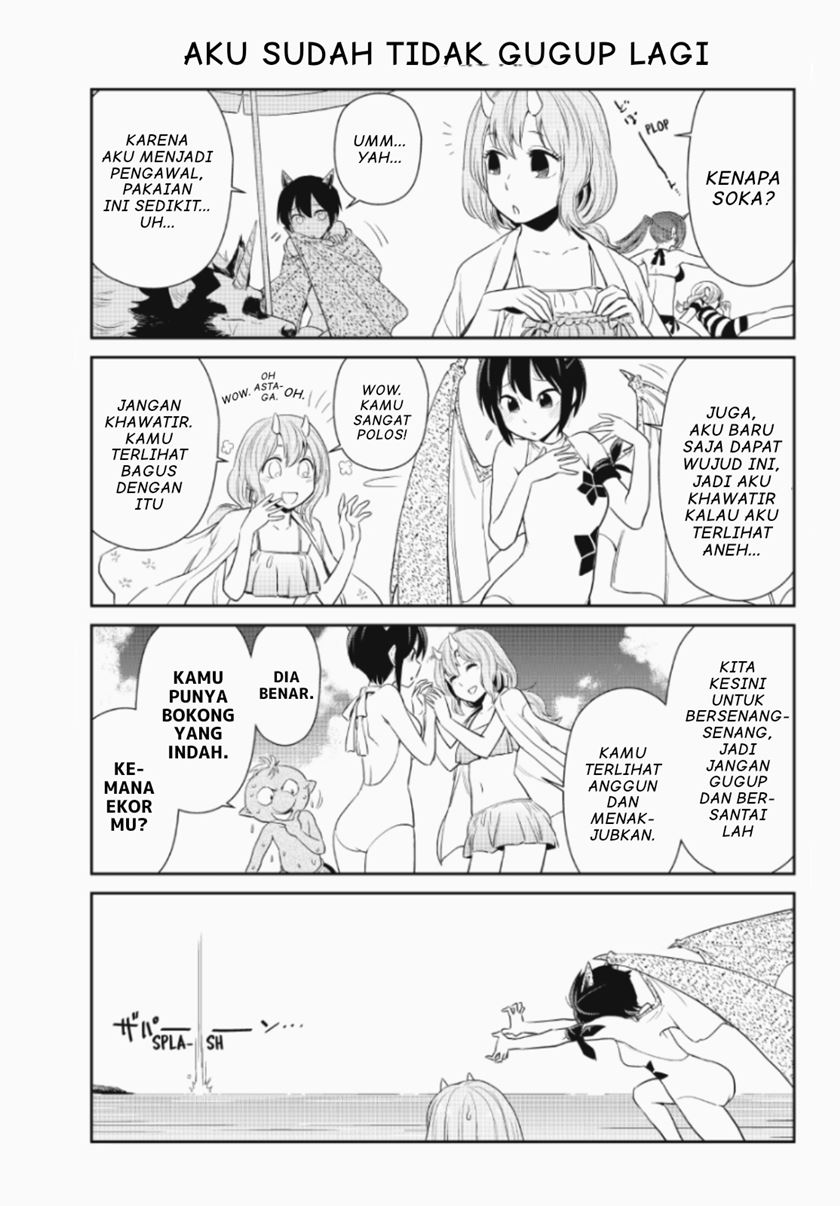 AKU SUDAH TIDAK GUGUP LAGI
KENAPA
SOKA?
どぼ
PLOP
UMM...
YAH...
KARENA
AKU MENJADI
PENGAWAL,
PAKAIAN
INI SEDIKIT...
UH...
JUGA,
AKU BARU
SAJA DAPAT
WUJUD INI,
JADI AKU
KHAWATIR
KALAU AKU
TERLIHAT
ANEH...
WOW.
KAMU
SANGAT
POLOS!
WOW.
OH
ASTA-
GA.
OH.
JANGAN
KHAWATIR.
KAMU
TERLIHAT
BAGUS
DENGAN
ITU
KITA
KESINI
UNTUK
BERSENANG-
SENANG,
JADI
JANGAN
GUGUP
DAN BER-
SANTAI
LAH
KAMU
TERLIHAT
ANGGUN
DAN
MENAK-
JUBKAN.
DIA
BENAR.
KAMU
PUNYA
BOKONG
YANG
INDAH.
KE-
MANA
EKOR
MU?
ザパーーン...
SPLA- SH